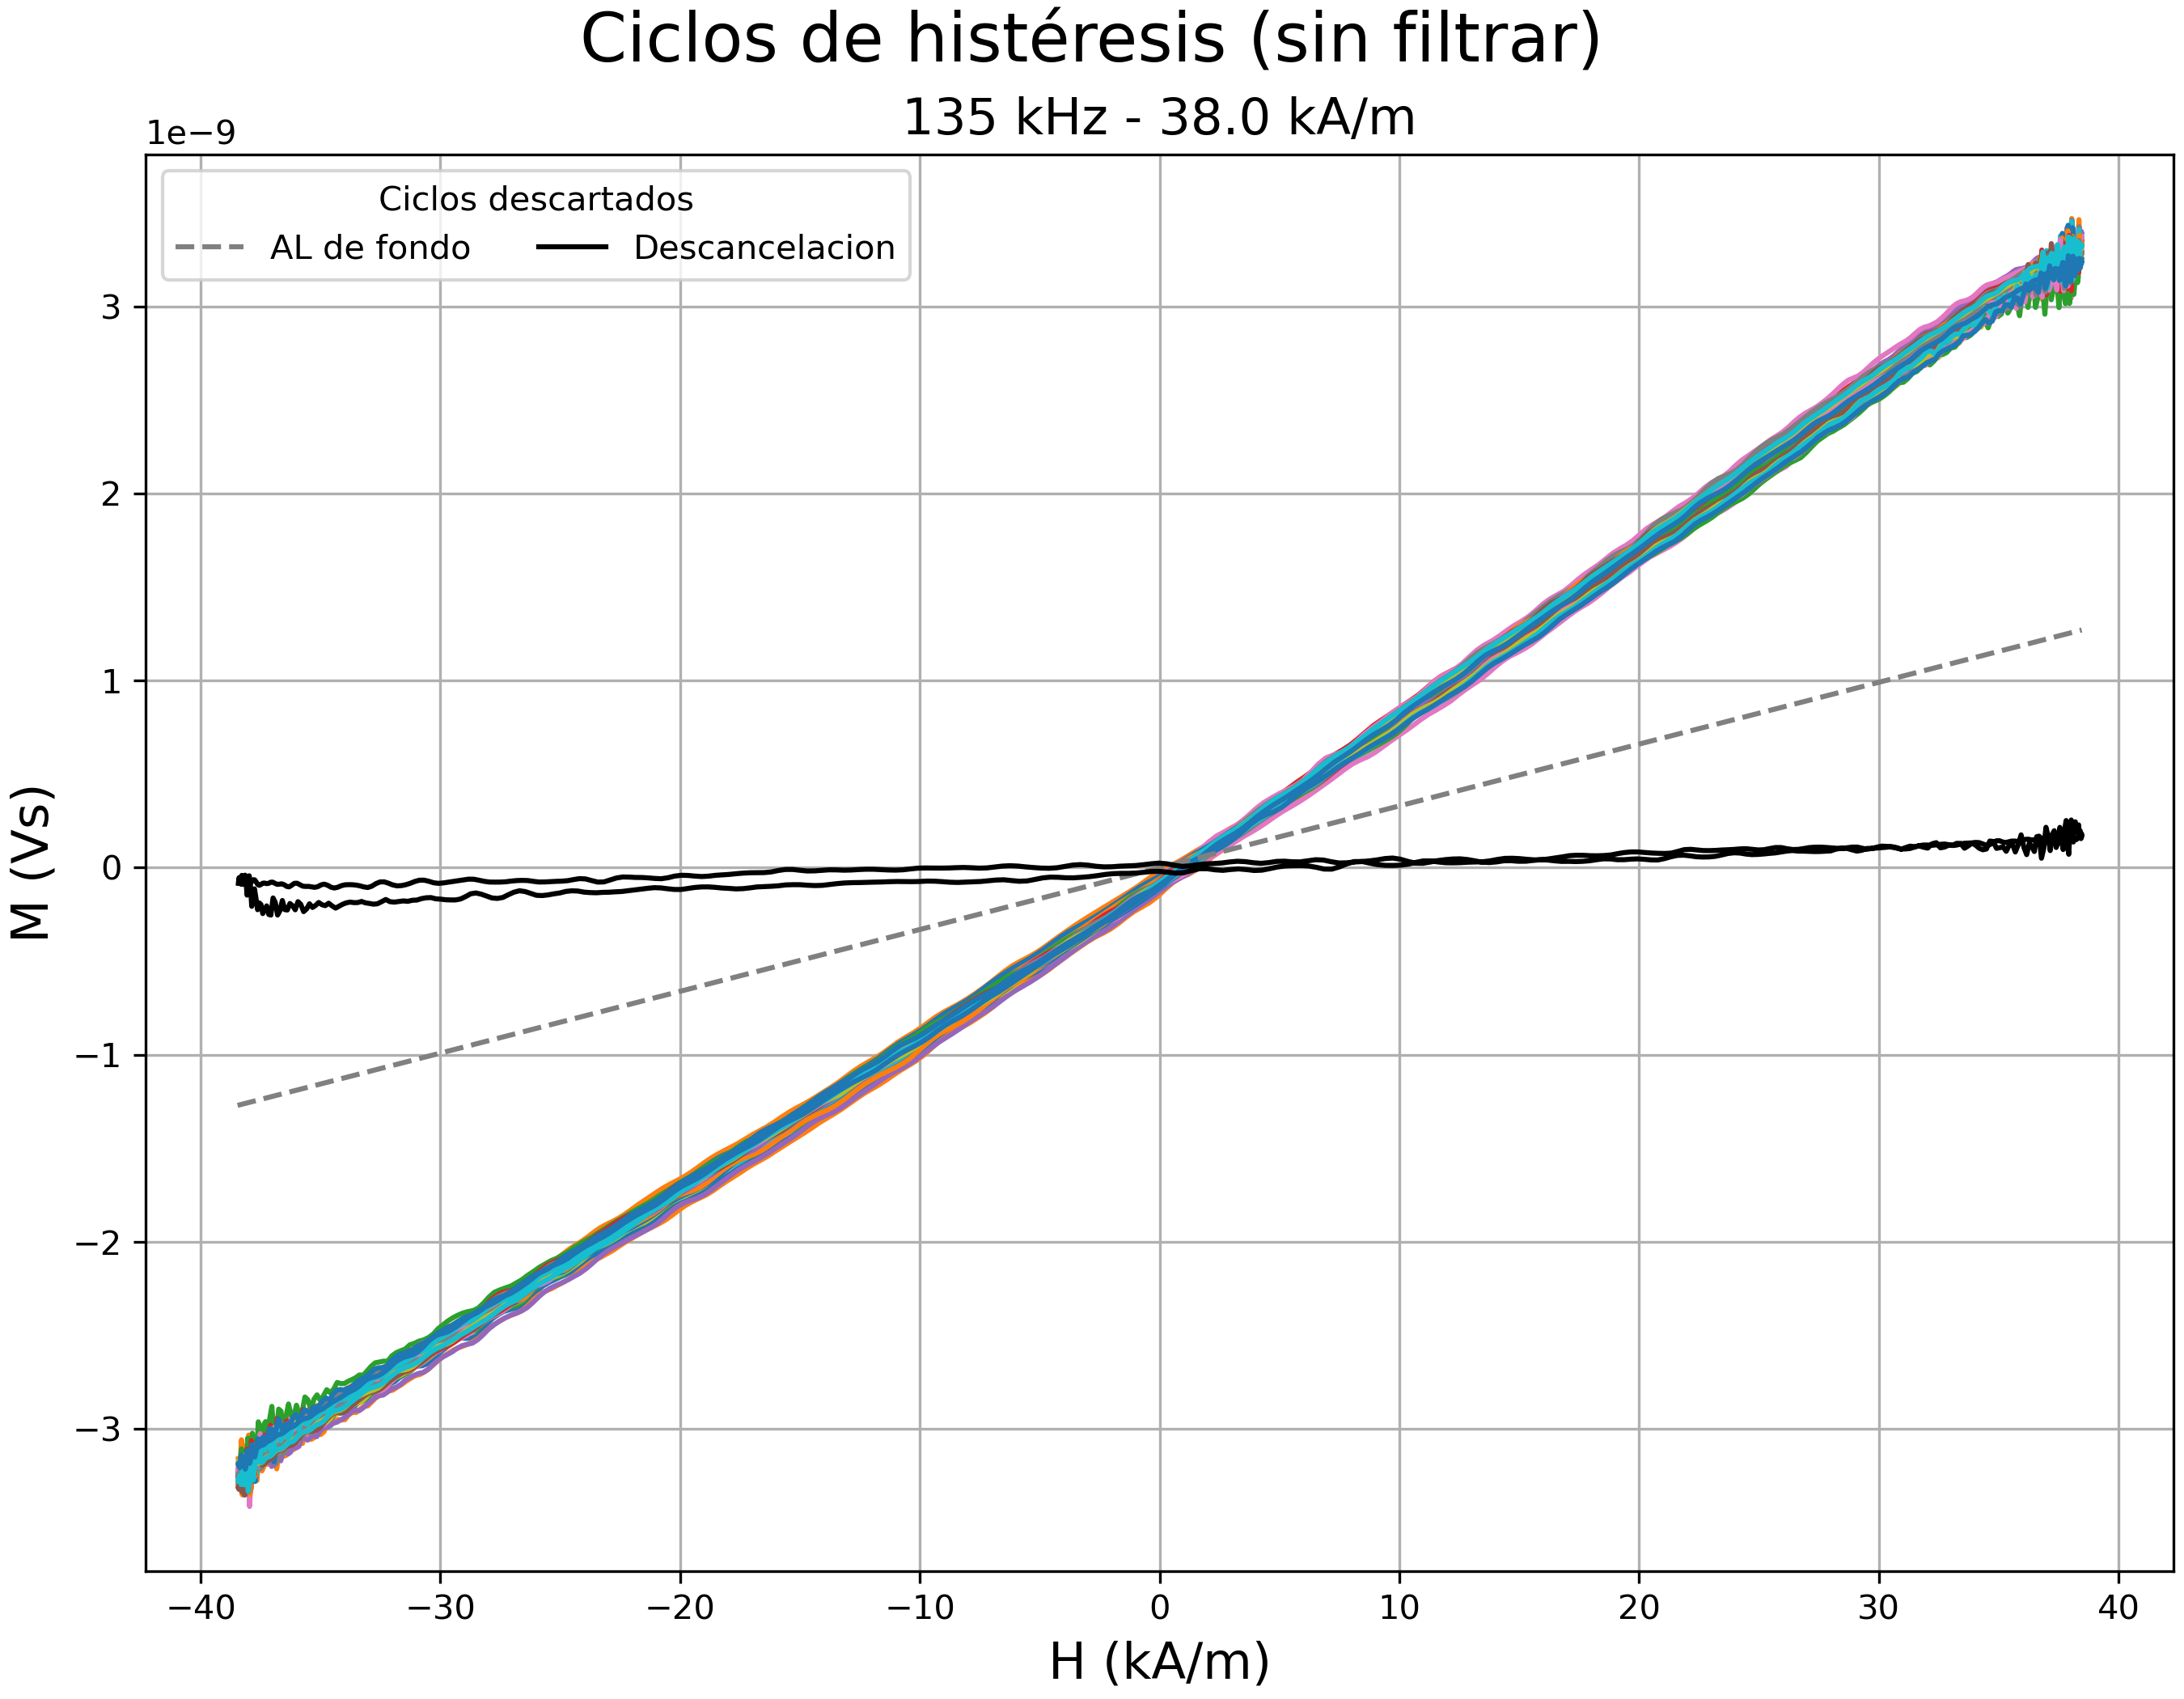 Ciclos de histéresis (sin filtrar)
135 kHz - 38.0 kA/m
1e−9
Ciclos descartados
AL de fondo
Descancelacion
3
2
1
0
−1
−2
−3
M (Vs)
−40 −30 −20 −10 0 10 20 30 40
H (kA/m)